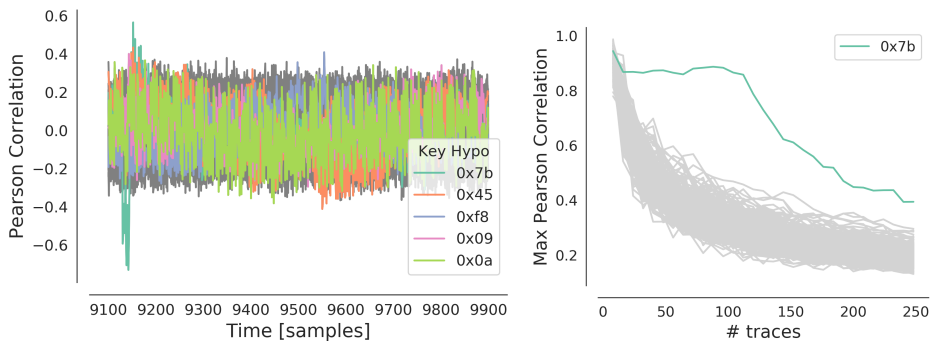 0.6
0.4
0.2
0.0
−0.2
−0.4
−0.6
Pearson Correlation
9100 9200 9300 9400 9500 9600 9700 9800 9900
Time [samples]
Key Hypo
0x7b
0x45
0xf8
0x09
0x0a
1.0
0.8
0.6
0.4
0.2
Max Pearson Correlation
0 50 100 150 200 250
# traces
0x7b